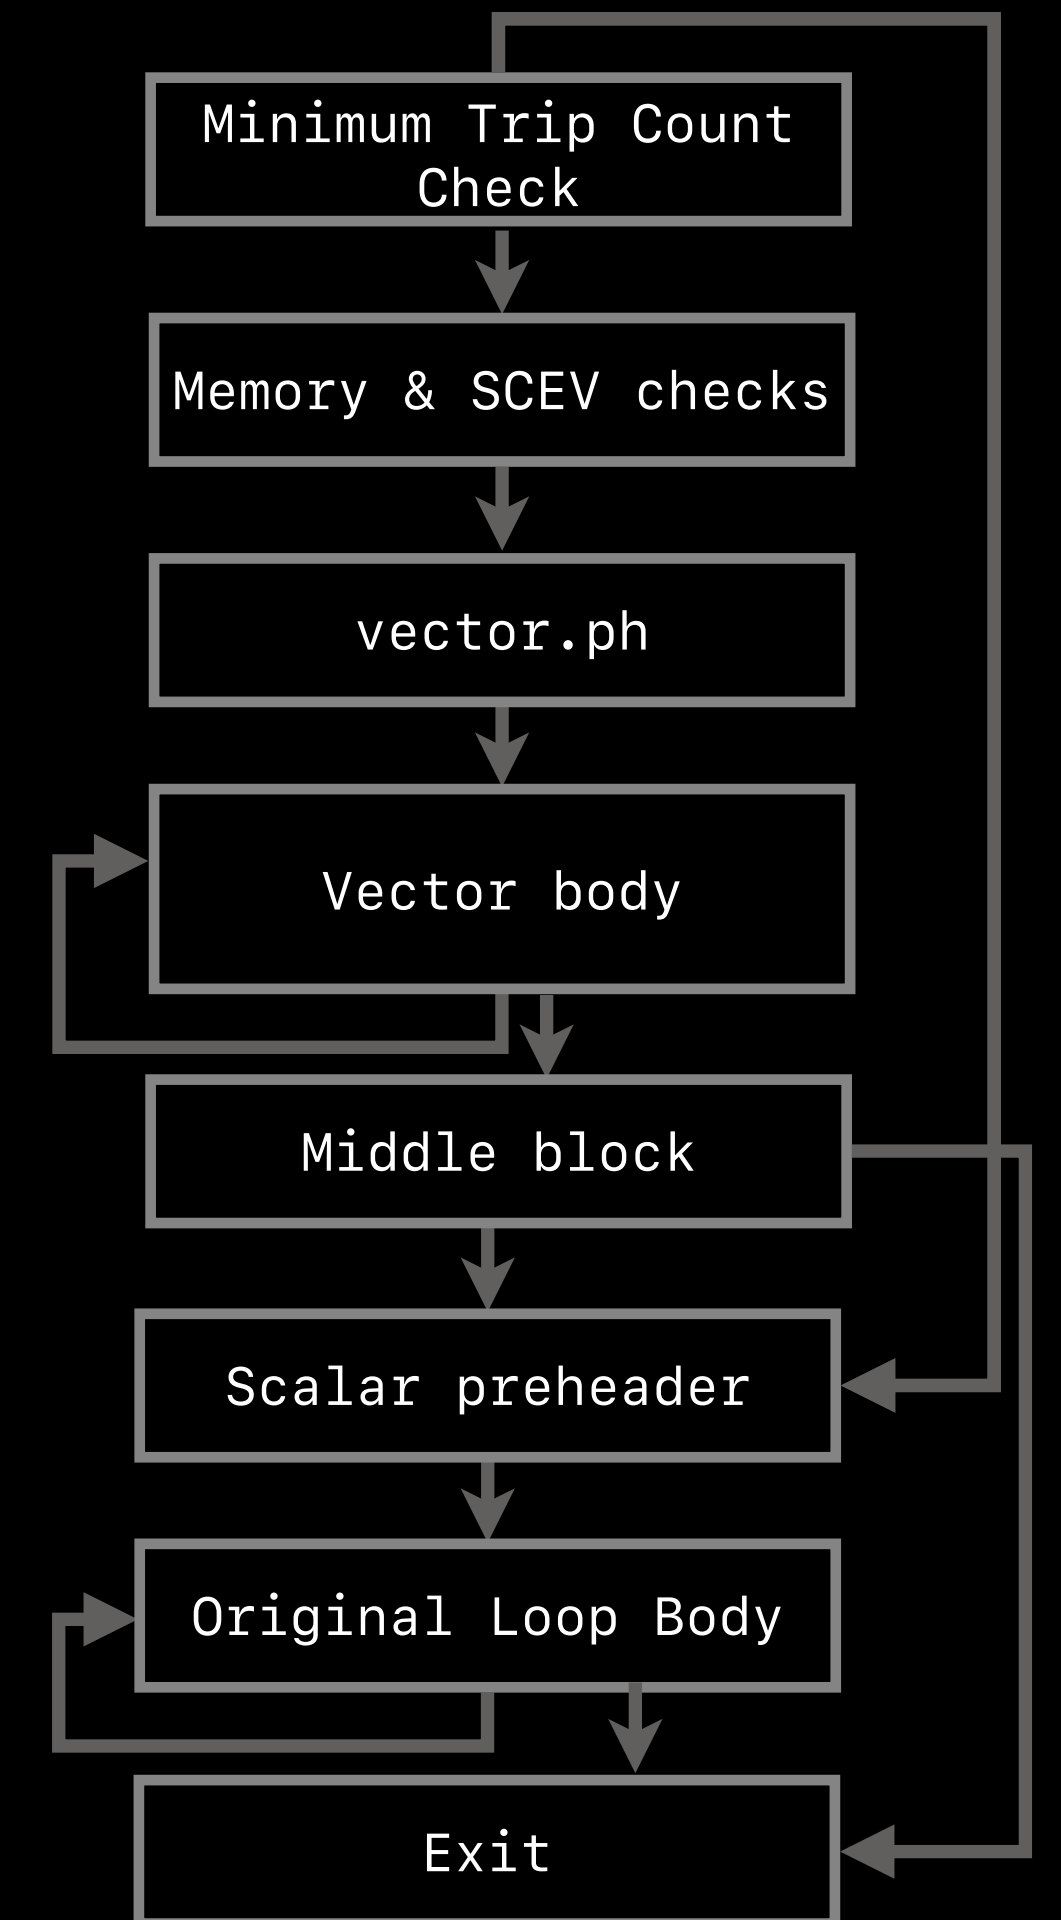 Minimum Trip Count
Check
Memory & SCEV checks
vector.ph
Vector body
Middle block
Scalar preheader
Original Loop Body
Exit